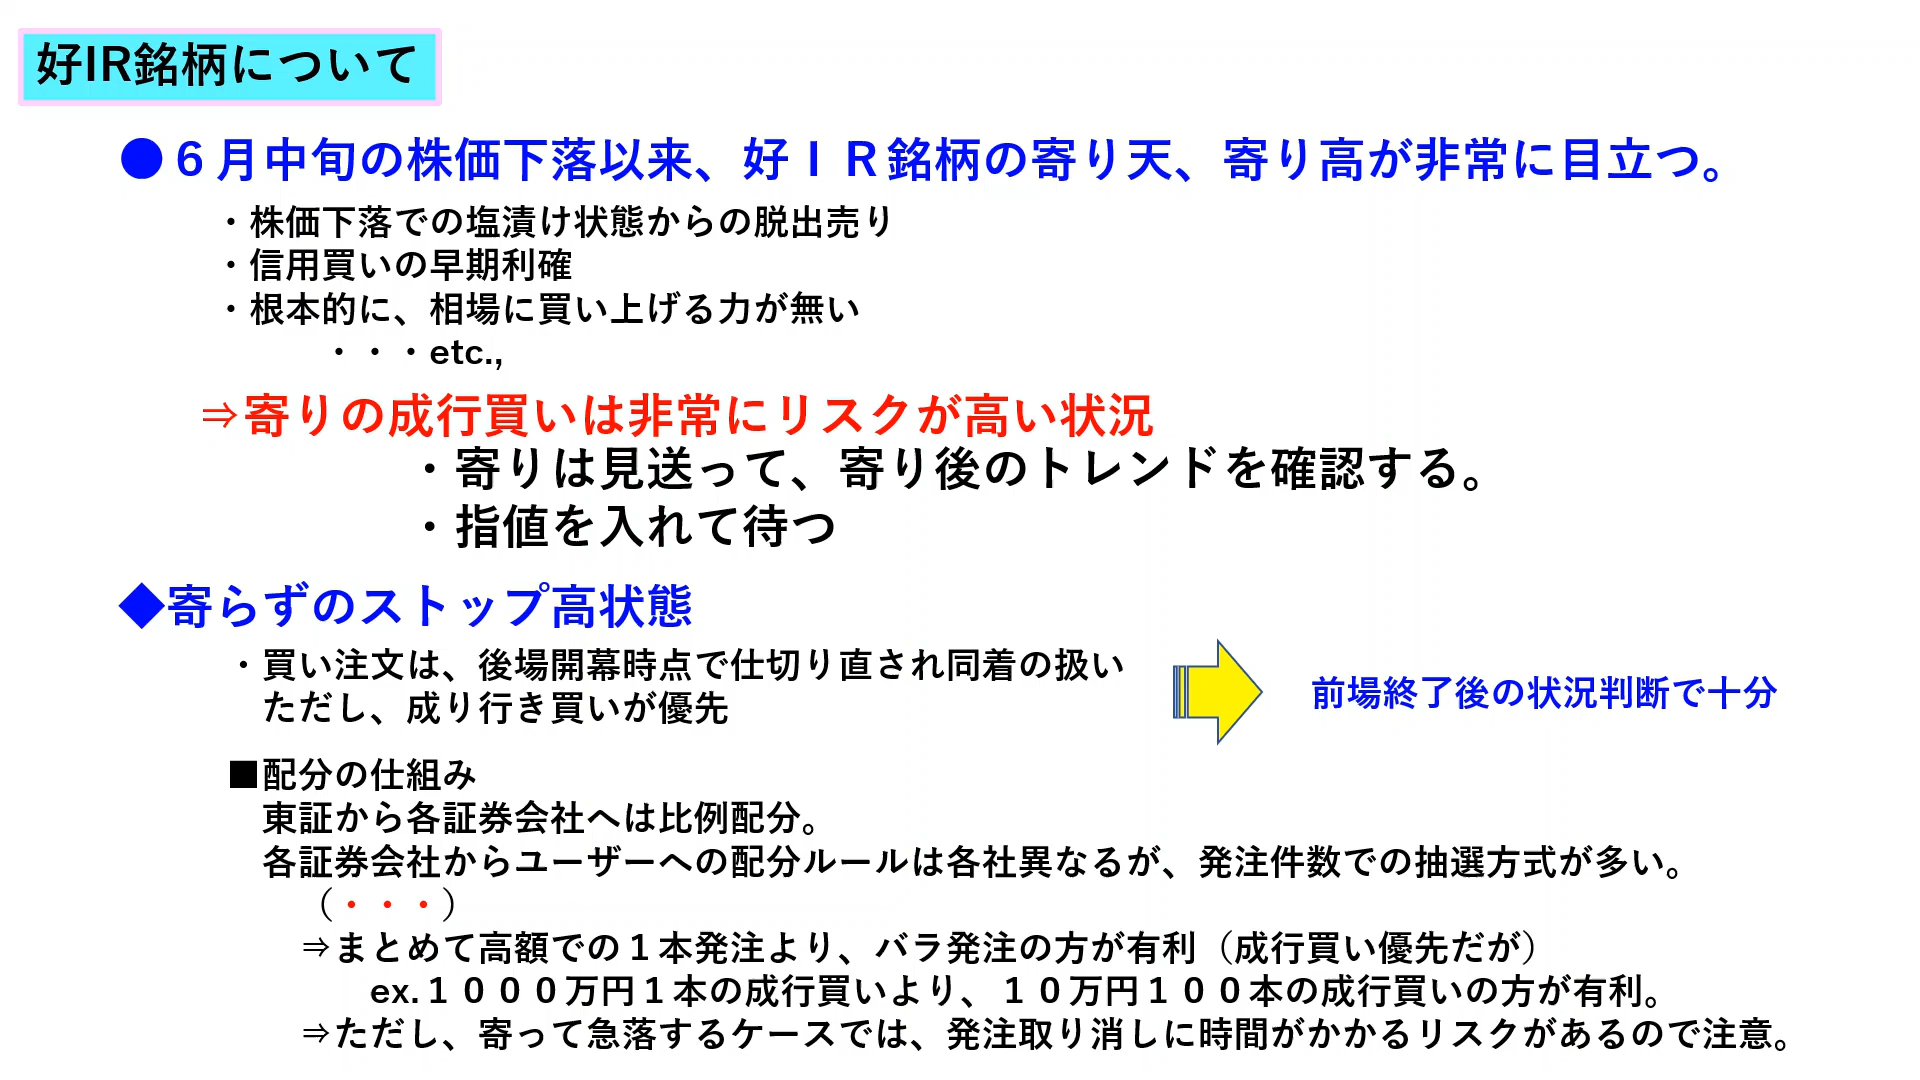 好IR銘柄について
●６月中旬の株価下落以来、好ＩＲ銘柄の寄り天、寄り高が非常に目立つ。
・株価下落での塩漬け状態からの脱出売り
・信用買いの早期利確
・根本的に、相場に買い上げる力が無い
・・・etc.,
⇒寄りの成行買いは非常にリスクが高い状況
・寄りは見送って、寄り後のトレンドを確認する。
・指値を入れて待つ
◆寄らずのストップ高状態
・買い注文は、後場開幕時点で仕切り直され同着の扱い
ただし、成り行き買いが優先
前場終了後の状況判断で十分
■配分の仕組み
東証から各証券会社へは比例配分。
各証券会社からユーザーへの配分ルールは各社異なるが、発注件数での抽選方式が多い。
（・・・）
⇒まとめて高額での１本発注より、バラ発注の方が有利（成行買い優先だが）
ex.１０００万円１本の成行買いより、１０万円１００本の成行買いの方が有利。
⇒ただし、寄って急落するケースでは、発注取り消しに時間がかかるリスクがあるので注意。